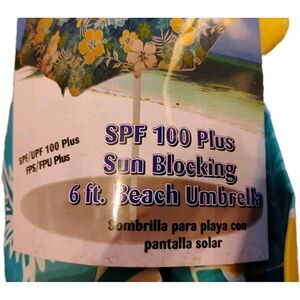 SPF/UPF 100 Plus
FPS/FPU Plus
SPF 100 Plus
Sun Blocking
6 ft. Beach Umbrella
Sombrilla para playa con
pantalla solar